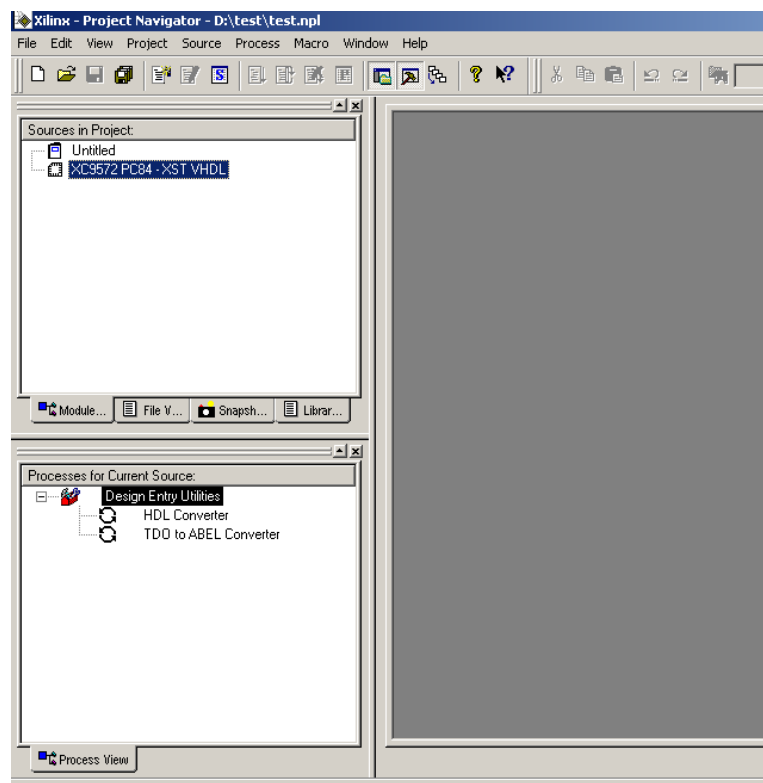 Xilinx - Project Navigator - D:\test\test.npl
File Edit View Project Source Process Macro Window Help
Sources in Project:
Untitled
XC9572 PC84 - XST VHDL
Module... File V... Snapsh... Librar...
Processes for Current Source:
Design Entry Utilities
HDL Converter
TDO to ABEL Converter
Process View